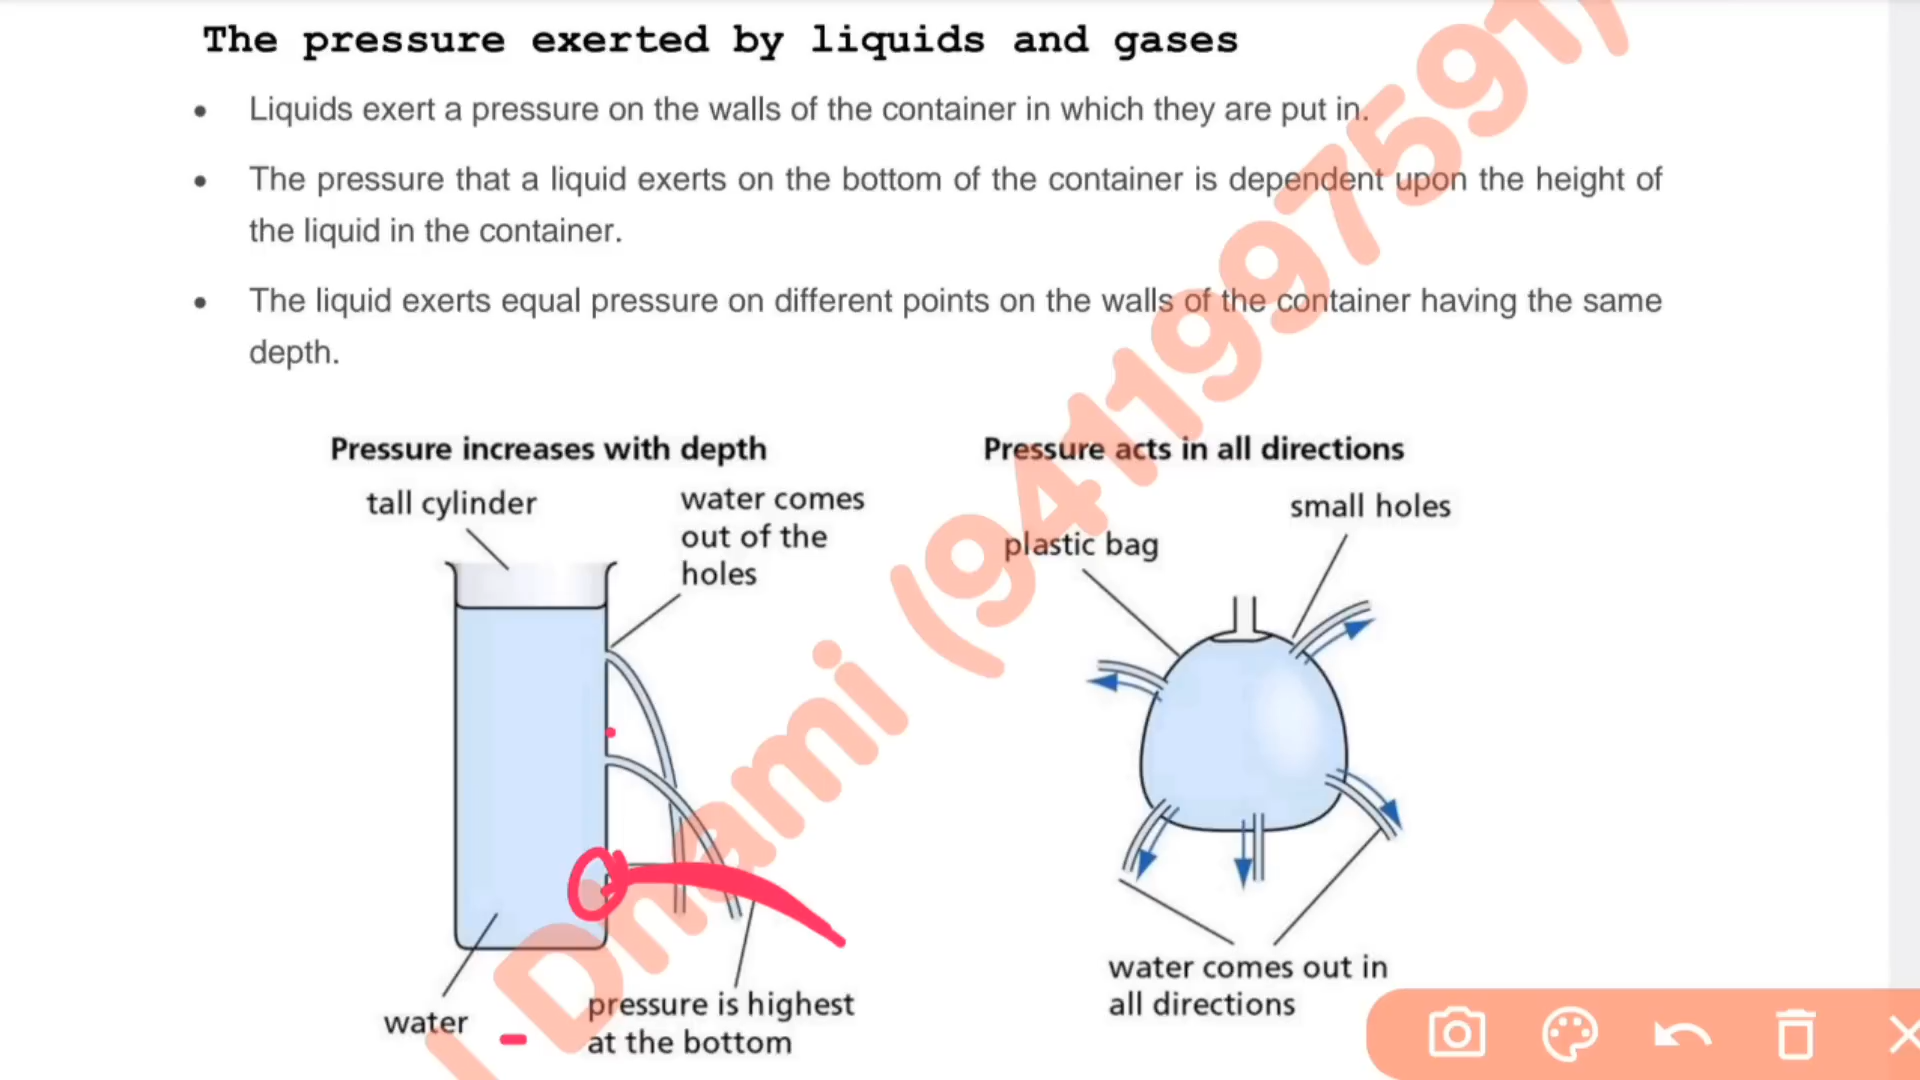 The pressure exerted by liquids and gases
• Liquids exert a pressure on the walls of the container in which they are put in.
• The pressure that a liquid exerts on the bottom of the container is dependent upon the height of
the liquid in the container.
• The liquid exerts equal pressure on different points on the walls of the container having the same
depth.
Pressure increases with depth
tall cylinder
water comes
out of the
holes
water
pressure is highest
at the bottom
Pressure acts in all directions
small holes
plastic bag
water comes out in
all directions
Dhami (9411997591)